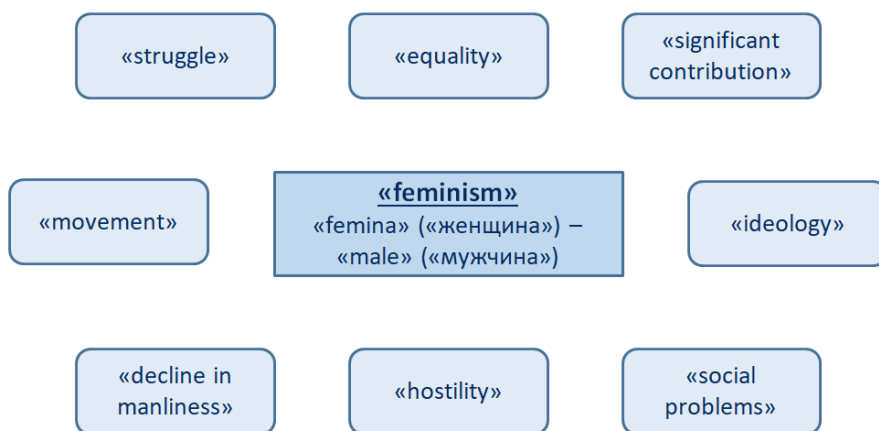 «struggle»
«equality»
«significant
contribution»
«movement»
«feminism»
«femina» («женщина») –
«male» («мужчина»)
«ideology»
«decline in
manliness»
«hostility»
«social
problems»